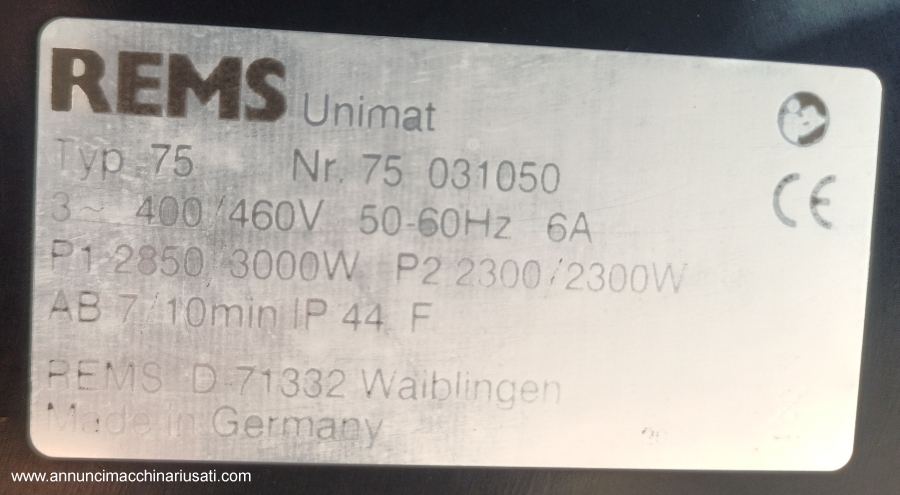 REMS Unimat
Typ 75 Nr. 75 031050
3~ 400/460V 50-60Hz 6A
P1 2850/3000W P2 2300/2300W
AB 7/10min IP 44 F
REMS D-71332 Waiblingen
Made in Germany
CE
www.annuncimacchinariusati.com